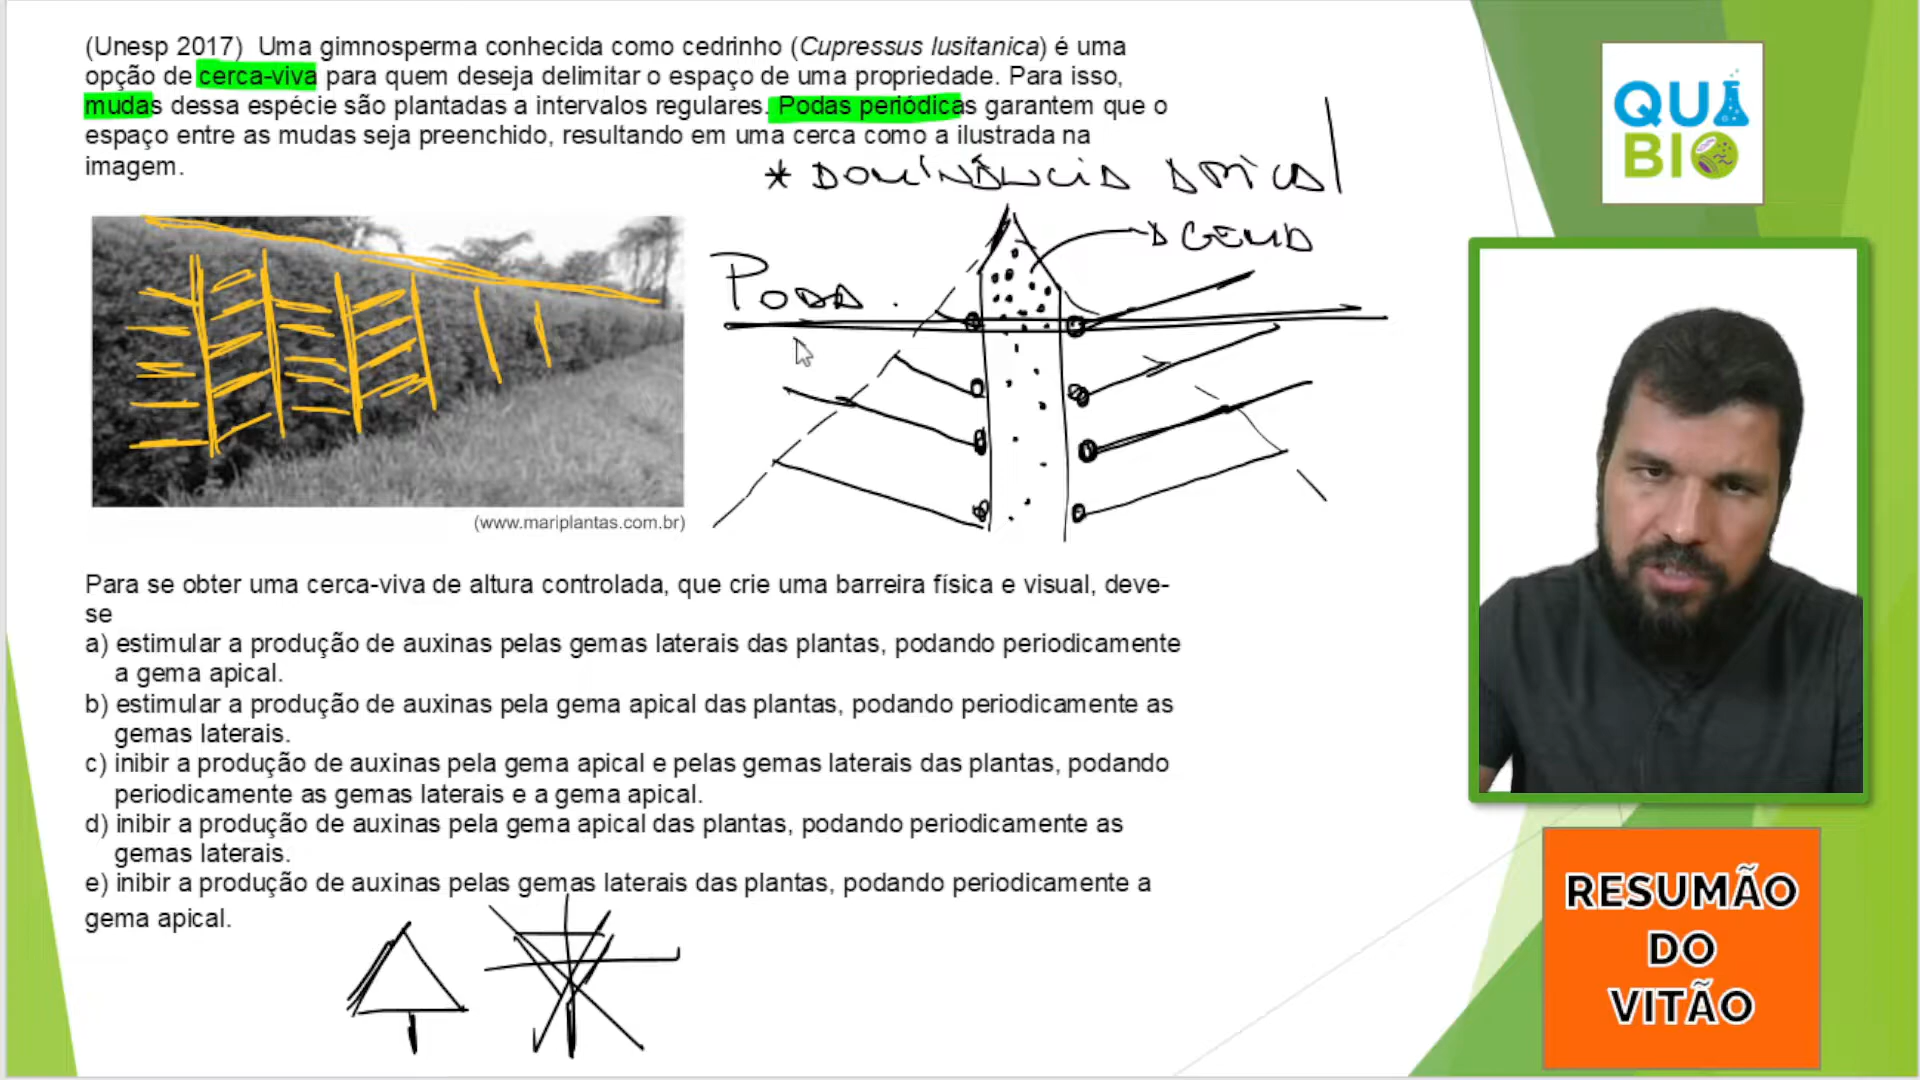 (Unesp 2017) Uma gimnosperma conhecida como cedrinho (Cupressus lusitanica) é uma
opção de cerca-viva para quem deseja delimitar o espaço de uma propriedade. Para isso,
mudas dessa espécie são plantadas a intervalos regulares. Podas periódicas garantem que o
espaço entre as mudas seja preenchido, resultando em uma cerca como a ilustrada na
imagem.
* DOMINÂNCIA APICAL
GEMA
PODA.
(www.mariplantas.com.br)
Para se obter uma cerca-viva de altura controlada, que crie uma barreira física e visual, deve-
se
a) estimular a produção de auxinas pelas gemas laterais das plantas, podando periodicamente
a gema apical.
b) estimular a produção de auxinas pela gema apical das plantas, podando periodicamente as
gemas laterais.
c) inibir a produção de auxinas pela gema apical e pelas gemas laterais das plantas, podando
periodicamente as gemas laterais e a gema apical.
d) inibir a produção de auxinas pela gema apical das plantas, podando periodicamente as
gemas laterais.
e) inibir a produção de auxinas pelas gemas laterais das plantas, podando periodicamente a
gema apical.
QUÍ
BIO
RESUMÃO
DO
VITÃO